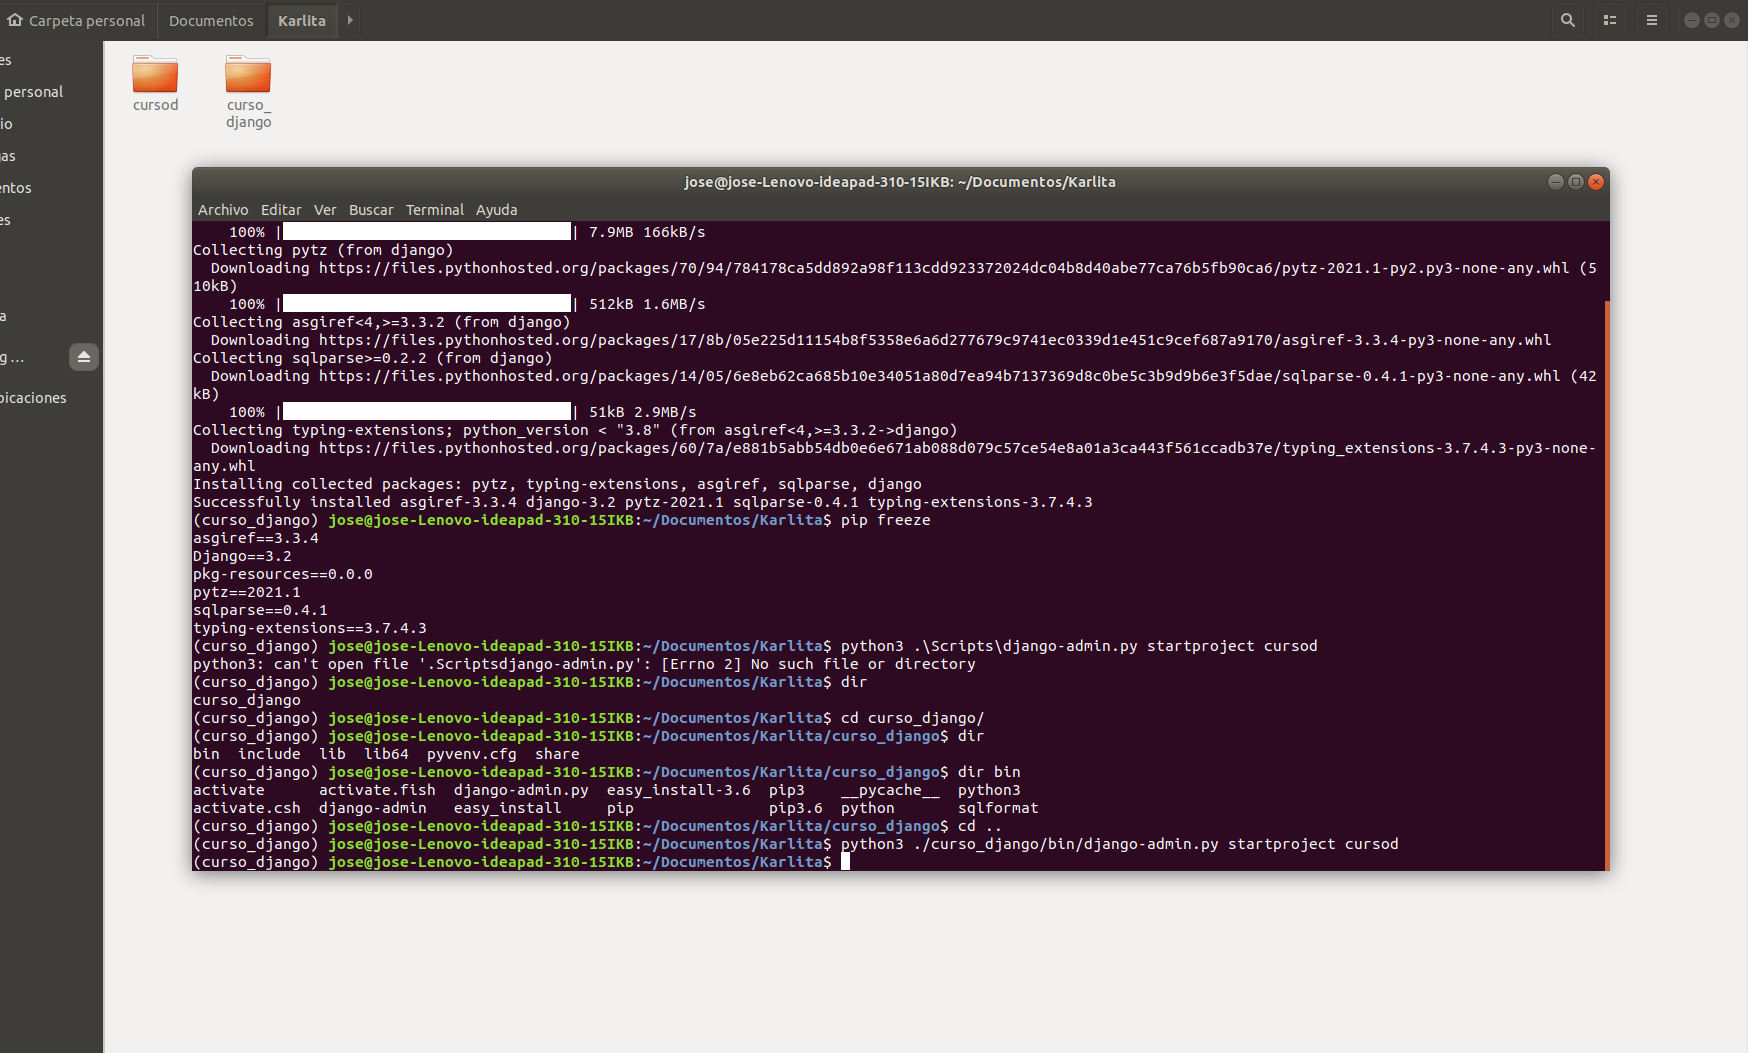 Carpeta personal Documentos Karlita
es
personal
io
gas
entos
es
a
g ...
bicaciones
cursod
curso_
django
jose@jose-Lenovo-ideapad-310-15IKB: ~/Documentos/Karlita
Archivo Editar Ver Buscar Terminal Ayuda
    100% || 7.9MB 166kB/s
Collecting pytz (from django)
  Downloading https://files.pythonhosted.org/packages/70/94/784178ca5dd892a98f113cdd923372024dc04b8d40abe77ca76b5fb90ca6/pytz-2021.1-py2.py3-none-any.whl (5
10kB)
    100% || 512kB 1.6MB/s
Collecting asgiref<4,>=3.3.2 (from django)
  Downloading https://files.pythonhosted.org/packages/17/8b/05e225d11154b8f5358e6a6d277679c9741ec0339d1e451c9cef687a9170/asgiref-3.3.4-py3-none-any.whl
Collecting sqlparse>=0.2.2 (from django)
  Downloading https://files.pythonhosted.org/packages/14/05/6e8eb62ca685b10e34051a80d7ea94b7137369d8c0be5c3b9d9b6e3f5dae/sqlparse-0.4.1-py3-none-any.whl (42
kB)
    100% || 51kB 2.9MB/s
Collecting typing-extensions; python_version < "3.8" (from asgiref<4,>=3.3.2->django)
  Downloading https://files.pythonhosted.org/packages/60/7a/e881b5abb54db0e6e671ab088d079c57ce54e8a01a3ca443f561ccadb37e/typing_extensions-3.7.4.3-py3-none-
any.whl
Installing collected packages: pytz, typing-extensions, asgiref, sqlparse, django
Successfully installed asgiref-3.3.4 django-3.2 pytz-2021.1 sqlparse-0.4.1 typing-extensions-3.7.4.3
(curso_django) jose@jose-Lenovo-ideapad-310-15IKB:~/Documentos/Karlita$ pip freeze
asgiref==3.3.4
Django==3.2
pkg-resources==0.0.0
pytz==2021.1
sqlparse==0.4.1
typing-extensions==3.7.4.3
(curso_django) jose@jose-Lenovo-ideapad-310-15IKB:~/Documentos/Karlita$ python3 .\Scripts\django-admin.py startproject cursod
python3: can't open file '.Scriptsdjango-admin.py': [Errno 2] No such file or directory
(curso_django) jose@jose-Lenovo-ideapad-310-15IKB:~/Documentos/Karlita$ dir
curso_django
(curso_django) jose@jose-Lenovo-ideapad-310-15IKB:~/Documentos/Karlita$ cd curso_django/
(curso_django) jose@jose-Lenovo-ideapad-310-15IKB:~/Documentos/Karlita/curso_django$ dir
bin  include  lib  lib64  pyvenv.cfg  share
(curso_django) jose@jose-Lenovo-ideapad-310-15IKB:~/Documentos/Karlita/curso_django$ dir bin
activate      activate.fish  django-admin.py  easy_install-3.6  pip3    __pycache__  python3
activate.csh  django-admin   easy_install     pip               pip3.6  python       sqlformat
(curso_django) jose@jose-Lenovo-ideapad-310-15IKB:~/Documentos/Karlita/curso_django$ cd ..
(curso_django) jose@jose-Lenovo-ideapad-310-15IKB:~/Documentos/Karlita$ python3 ./curso_django/bin/django-admin.py startproject cursod
(curso_django) jose@jose-Lenovo-ideapad-310-15IKB:~/Documentos/Karlita$